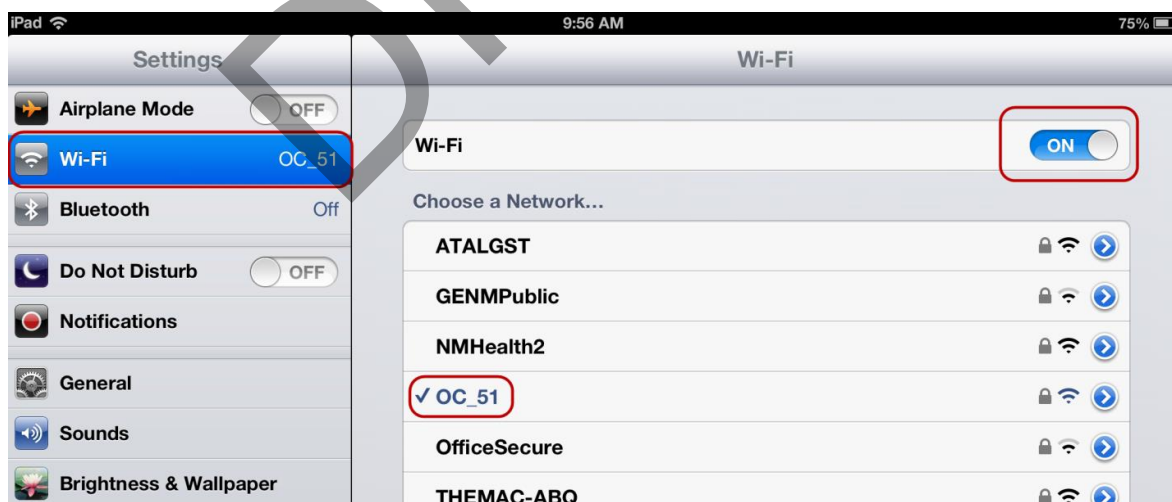 iPad 9:56 AM 75%
Settings
Wi-Fi
Airplane Mode OFF
Wi-Fi OC_51
Bluetooth Off
Do Not Disturb OFF
Notifications
General
Sounds
Brightness & Wallpaper
Wi-Fi ON
Choose a Network...
ATALGST
GENMPublic
NMHealth2
✓ OC_51
OfficeSecure
THEMAC-ABQ